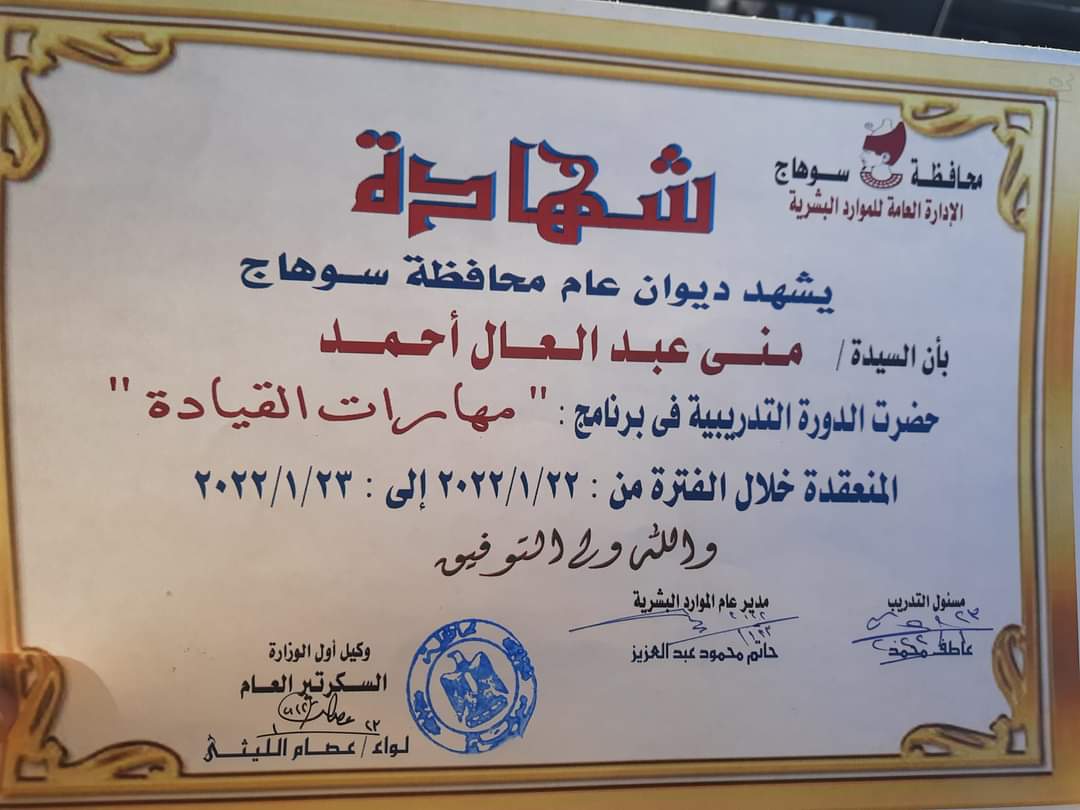 محافظة سوهاج
الإدارة العامة للموارد البشرية
شهادة
يشهد ديوان عام محافظة سوهاج
بأن السيدة / منى عبد العال أحمد
حضرت الدورة التدريبية فى برنامج : " مهارات القيادة "
المنعقدة خلال الفترة من : ٢٠٢٢/١/٢٢ إلى : ٢٠٢٢/١/٢٣
والله ولى التوفيق
مسئول التدريب
عاطف محمد
مدير عام الموارد البشرية
حاتم محمود عبد العزيز
وكيل أول الوزارة
السكرتير العام
لواء / عصام الليثى